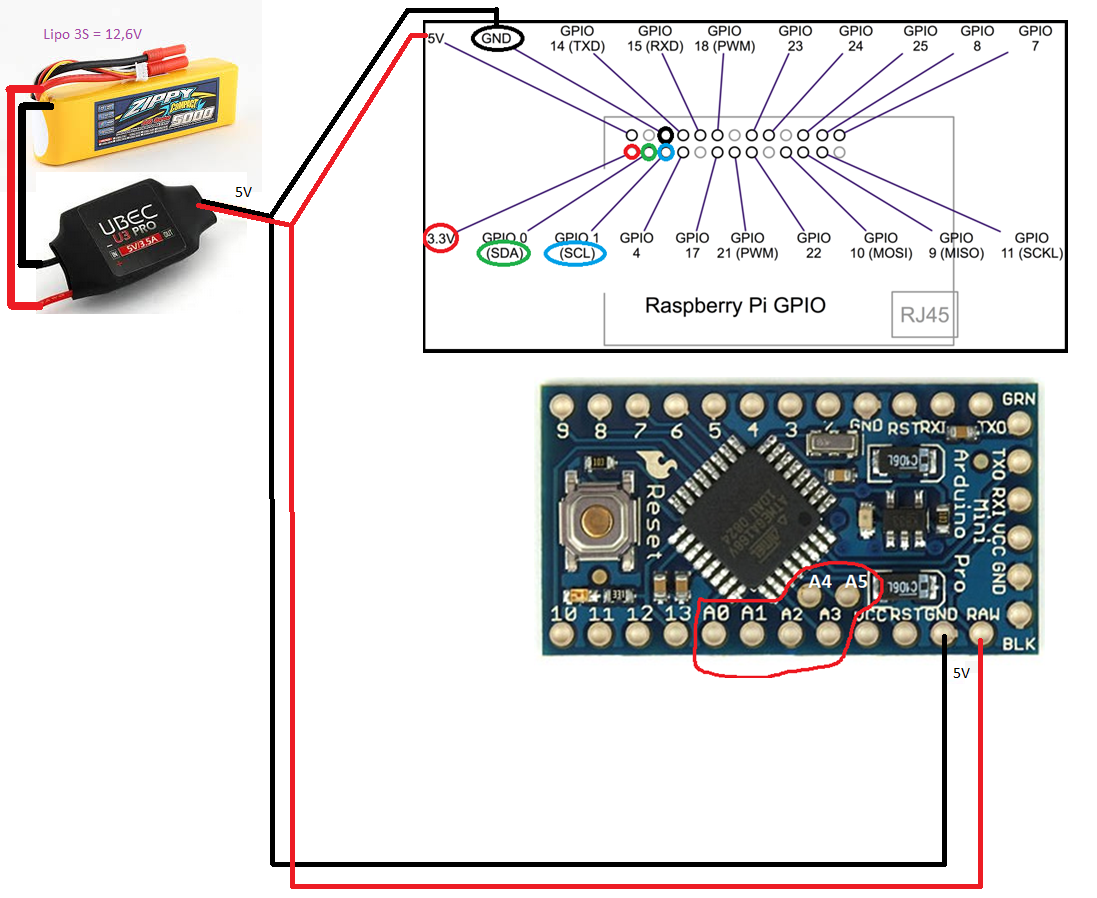 Lipo 3S = 12,6V
ZIPPY
COMPACT
5000
UBEC
U3 PRO
5V/3.5A
IN
OUT
5V
5V
GND
GPIO
14 (TXD)
GPIO
15 (RXD)
GPIO
18 (PWM)
GPIO
23
GPIO
24
GPIO
25
GPIO
8
GPIO
7
3.3V
GPIO 0
(SDA)
GPIO 1
(SCL)
GPIO
4
GPIO
17
GPIO
21 (PWM)
GPIO
22
GPIO
10 (MOSI)
GPIO
9 (MISO)
GPIO
11 (SCKL)
Raspberry Pi GPIO
RJ45
9 8 7 6 5 4 3 2 GND RST RXI TXO GRN
Reset
ATMEGA168V
C106L
Arduino Pro
Mini
TXO RXI VCC GND
C106L
A4 A5
10 11 12 13 A0 A1 A2 A3 VCC RST GND RAW
BLK
5V